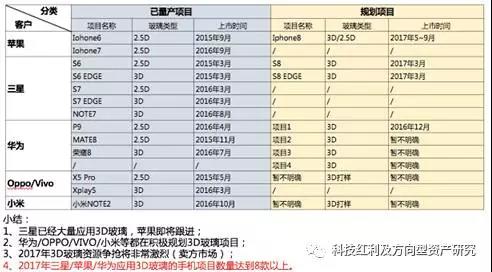 分类
客户
已量产项目 规划项目
项目名称 玻璃类型 上市时间 项目名称 玻璃类型 上市时间
苹果
Iphone6 2.5D 2015年9月 Iphone8 3D/2.5D 2017年5~9月
Iphone7 2.5D 2016年9月
三星
S6 2.5D 2015年3月 S8 3D 2017年3月
S6 EDGE 3D 2015年3月 S8 EDGE 3D 2017年3月
S7 2.5D 2016年3月 / / /
S7 EDGE 3D 2016年3月 / / /
NOTE7 3D 2016年8月 / / /
华为
P9 2.5D 2016年4月 项目1 3D 2016年12月
MATE8 2.5D 2015年11月 项目2 3D 暂不明确
荣耀8 3D 2016年7月 项目3 3D 暂不明确
/ / / 项目4 3D 暂不明确
Oppo/Vivo
X5 Pro 2.5D 2015年5月 暂不明确 3D打样 暂不明确
Xplay5 3D 2016年3月
小米
小米NOTE2 3D 2016年10月 暂不明确 3D打样 暂不明确
小结：
1、三星已经大量应用3D玻璃，苹果即将跟进；
2、华为/OPPO/VIVO/小米等都在积极规划3D玻璃项目；
3、2017年3D玻璃资源争抢将非常激烈（卖方市场）；
4、2017年三星/苹果/华为应用3D玻璃的手机项目数量达到8款以上。
科技红利及方向型资产研究